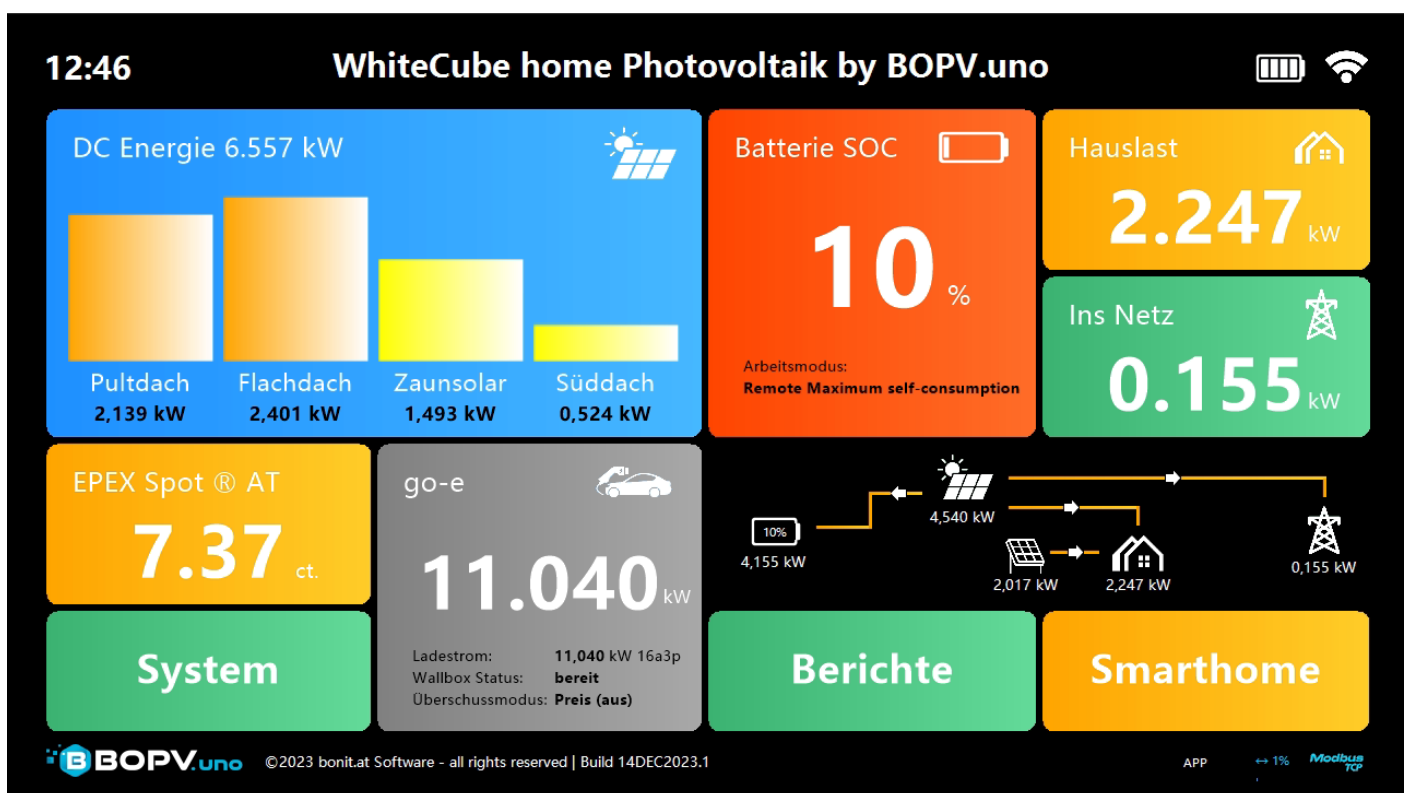 12:46
WhiteCube home Photovoltaik by BOPV.uno
DC Energie 6.557 kW
Pultdach
2,139 kW
Flachdach
2,401 kW
Zaunsolar
1,493 kW
Süddach
0,524 kW
Batterie SOC
10 %
Arbeitsmodus:
Remote Maximum self-consumption
Hauslast
2.247 kW
Ins Netz
0.155 kW
EPEX Spot ® AT
7.37 ct.
go-e
11.040 kW
Ladestrom: 11,040 kW 16a3p
Wallbox Status: bereit
Überschussmodus: Preis (aus)
10%
4,155 kW
4,540 kW
2,017 kW
2,247 kW
0,155 kW
System
Berichte
Smarthome
B BOPV.uno
©2023 bonit.at Software - all rights reserved | Build 14DEC2023.1
APP
↔ 1%
Modbus
TCP